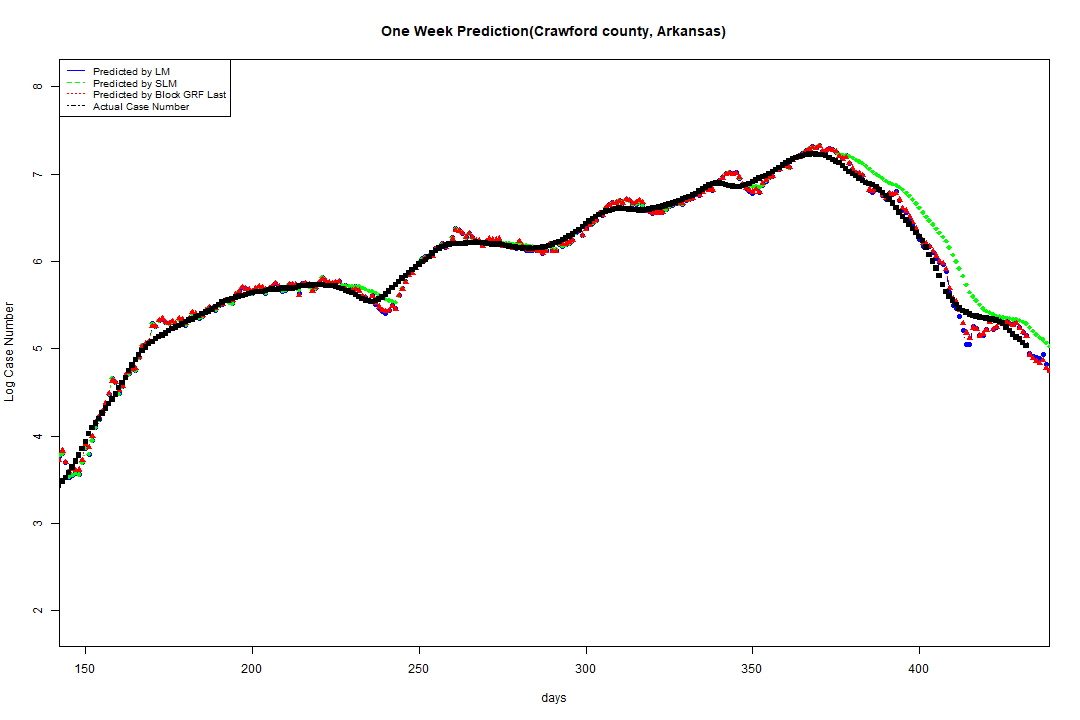 One Week Prediction(Crawford county, Arkansas)
Predicted by LM
Predicted by SLM
Predicted by Block GRF Last
Actual Case Number
8
7
6
5
4
3
2
Log Case Number
150 200 250 300 350 400
days